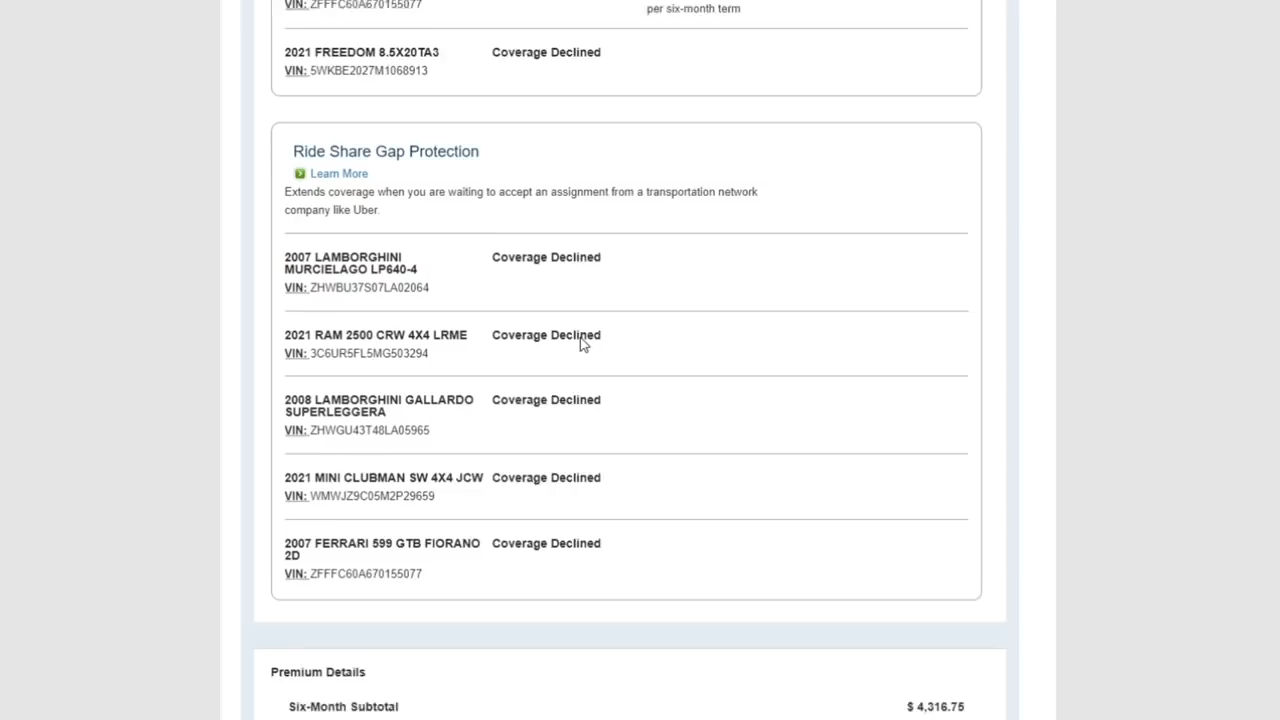 VIN: ZFFFC60A670155077
per six-month term
2021 FREEDOM 8.5X20TA3 Coverage Declined
VIN: 5WKBE2027M1068913
Ride Share Gap Protection
Learn More
Extends coverage when you are waiting to accept an assignment from a transportation network
company like Uber.
2007 LAMBORGHINI Coverage Declined
MURCIELAGO LP640-4
VIN: ZHWBU37S07LA02064
2021 RAM 2500 CRW 4X4 LRME Coverage Declined
VIN: 3C6UR5FL5MG503294
2008 LAMBORGHINI GALLARDO Coverage Declined
SUPERLEGGERA
VIN: ZHWGU43T48LA05965
2021 MINI CLUBMAN SW 4X4 JCW Coverage Declined
VIN: WMWJZ9C05M2P29659
2007 FERRARI 599 GTB FIORANO Coverage Declined
2D
VIN: ZFFFC60A670155077
Premium Details
Six-Month Subtotal $ 4,316.75